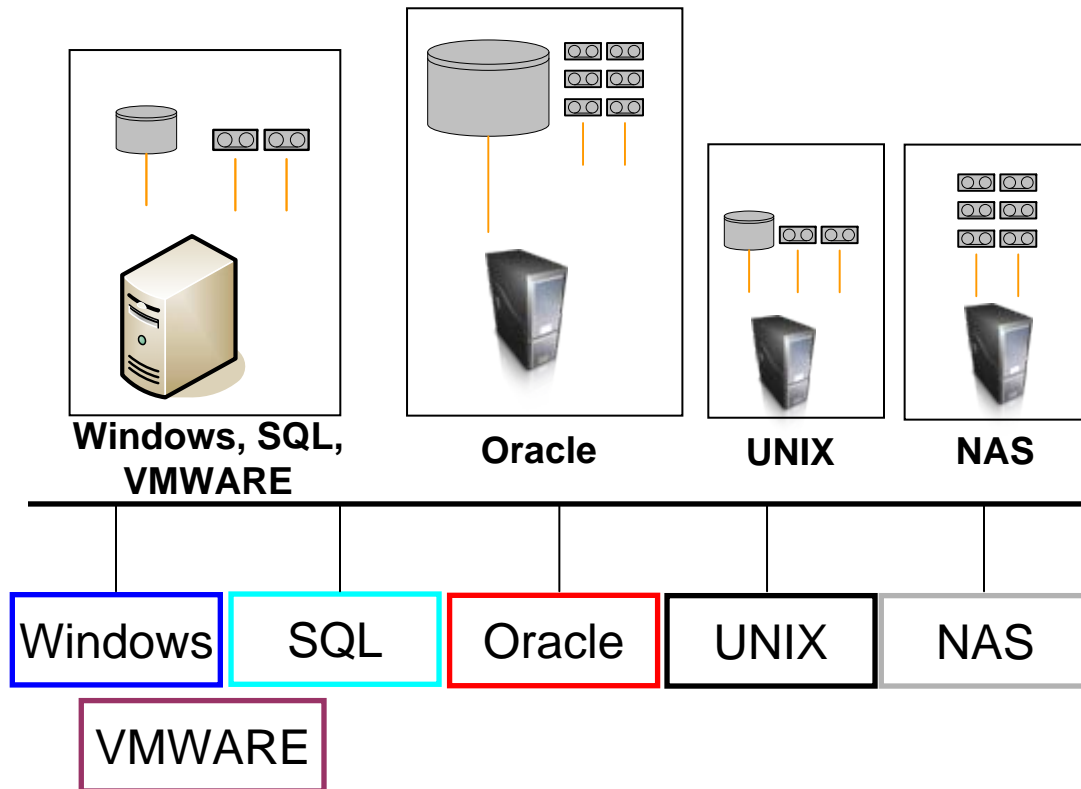 Windows, SQL,
VMWARE
Oracle
UNIX
NAS
Windows
SQL
Oracle
UNIX
NAS
VMWARE